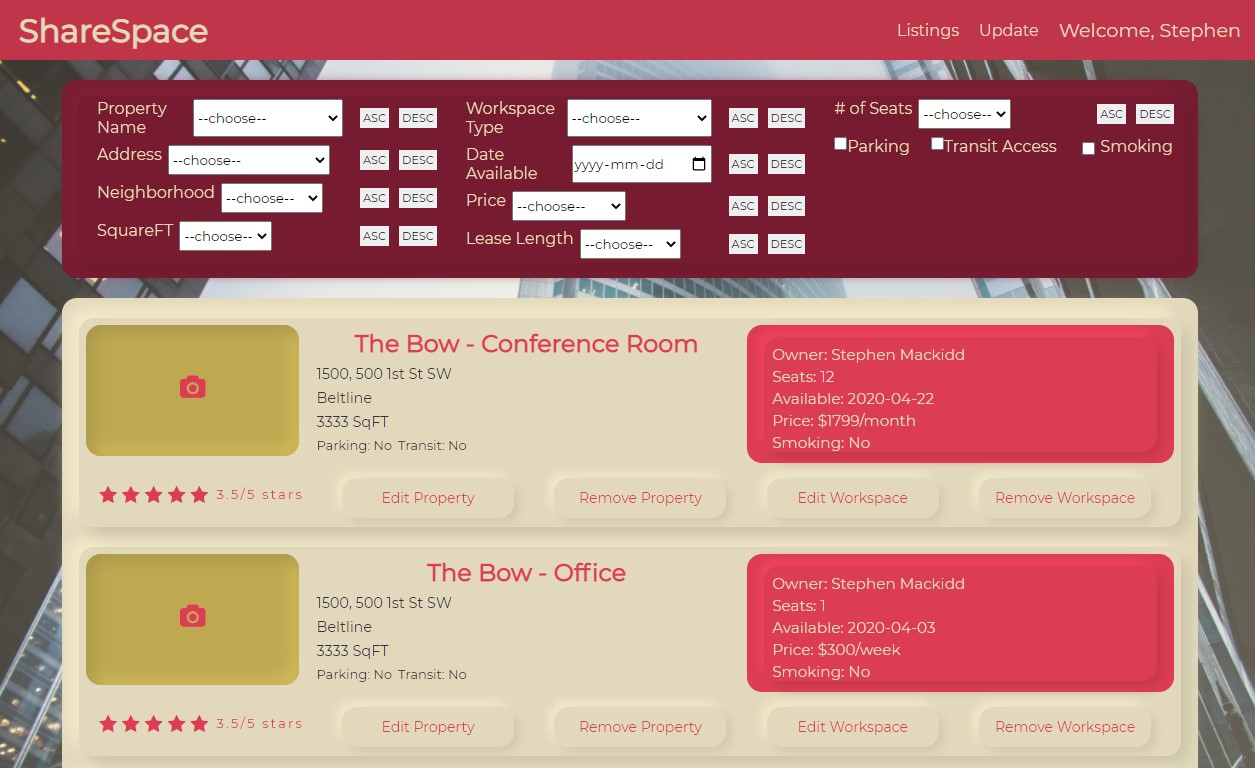 ShareSpace
Listings Update Welcome, Stephen
Property Name --choose-- ASC DESC
Address --choose-- ASC DESC
Neighborhood --choose-- ASC DESC
SquareFT --choose-- ASC DESC
Workspace Type --choose-- ASC DESC
Date Available yyyy-mm-dd ASC DESC
Price --choose-- ASC DESC
Lease Length --choose-- ASC DESC
# of Seats --choose-- ASC DESC
Parking Transit Access Smoking
The Bow - Conference Room
1500, 500 1st St SW
Beltline
3333 SqFT
Parking: No Transit: No
Owner: Stephen Mackidd
Seats: 12
Available: 2020-04-22
Price: $1799/month
Smoking: No
3.5/5 stars
Edit Property Remove Property Edit Workspace Remove Workspace
The Bow - Office
1500, 500 1st St SW
Beltline
3333 SqFT
Parking: No Transit: No
Owner: Stephen Mackidd
Seats: 1
Available: 2020-04-03
Price: $300/week
Smoking: No
3.5/5 stars
Edit Property Remove Property Edit Workspace Remove Workspace